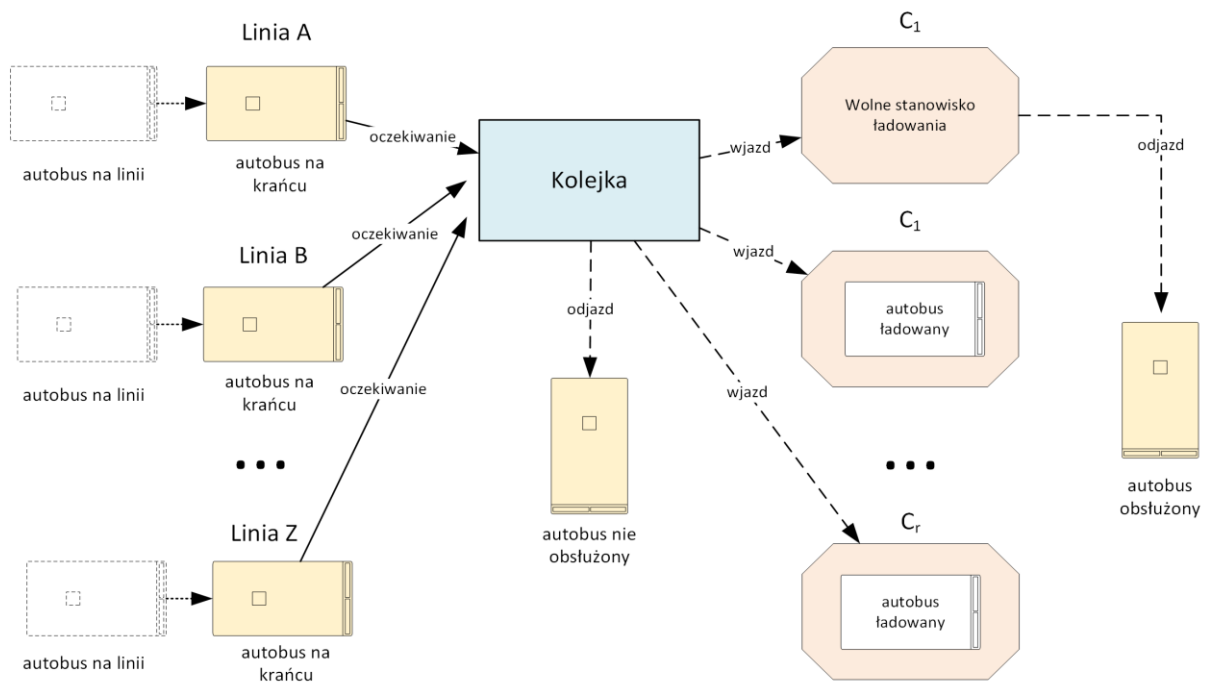 Linia A
autobus na linii
autobus na
krańcu
oczekiwanie
Linia B
autobus na linii
autobus na
krańcu
oczekiwanie
Linia Z
autobus na linii
autobus na
krańcu
oczekiwanie
Kolejka
odjazd
autobus nie
obsłużony
wjazd
wjazd
wjazd
C₁
Wolne stanowisko
ładowania
C₁
autobus
ładowany
Cᵣ
autobus
ładowany
odjazd
autobus
obsłużony